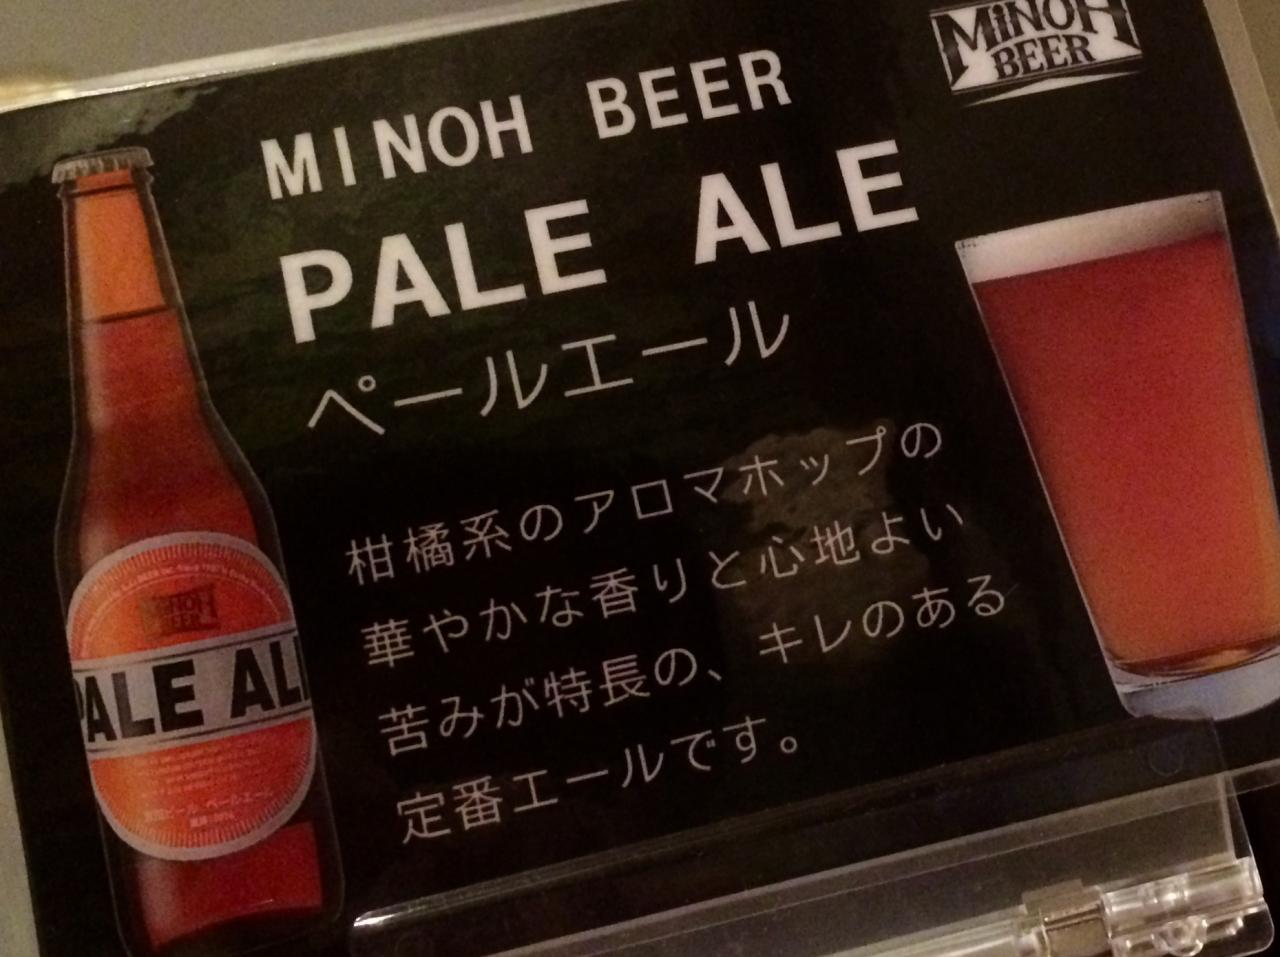 MINOH BEER
MINOH BEER
PALE ALE
ペールエール
柑橘系のアロマホップの
華やかな香りと心地よい
苦みが特長の、キレのある
定番エールです。
MINOH
BEER
PALE AL